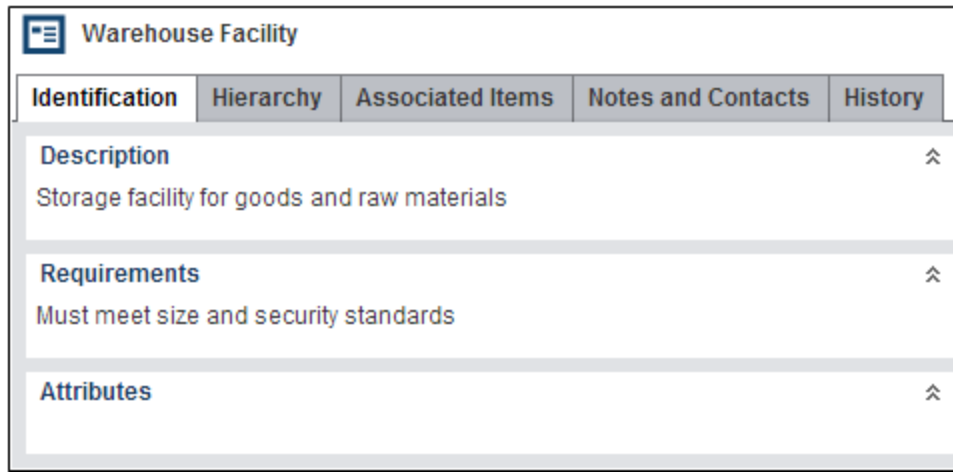 Warehouse Facility
Identification Hierarchy Associated Items Notes and Contacts History
Description
Storage facility for goods and raw materials
Requirements
Must meet size and security standards
Attributes